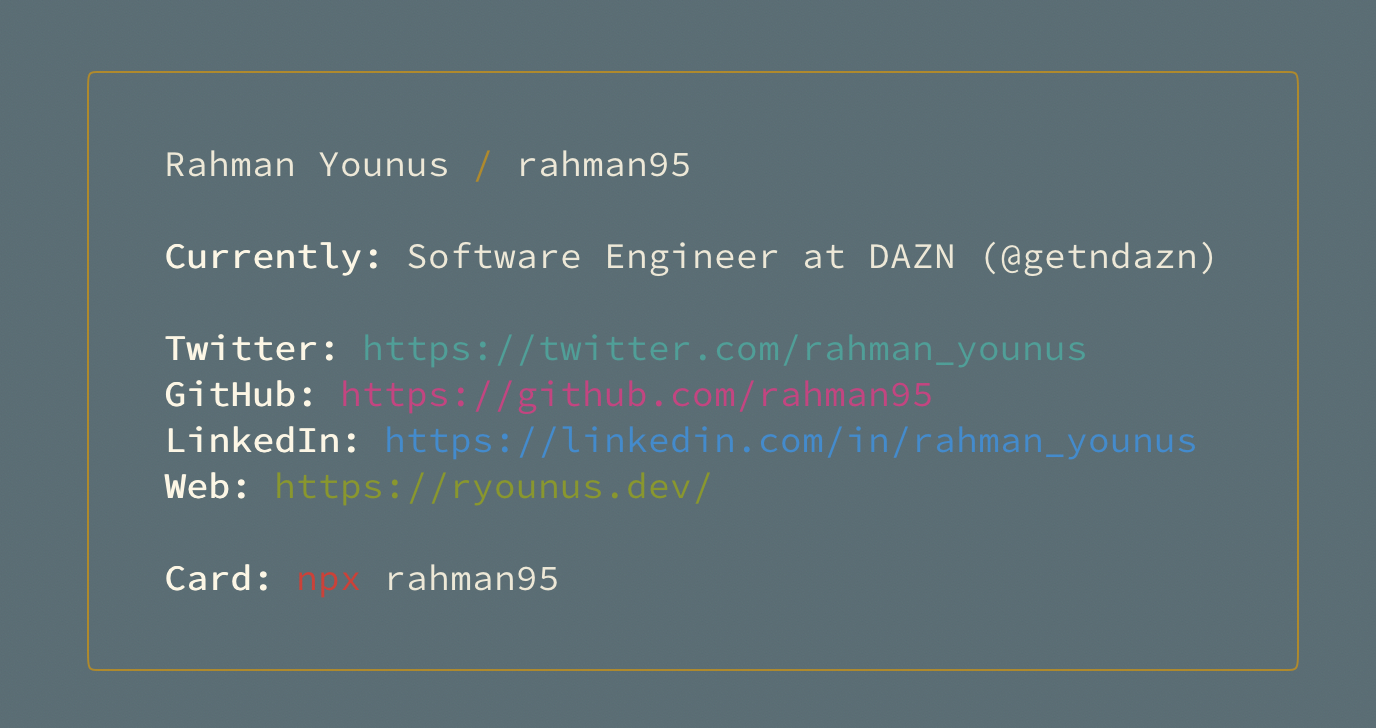 Rahman Younus / rahman95
Currently: Software Engineer at DAZN (@getndazn)
Twitter: https://twitter.com/rahman_younus
GitHub: https://github.com/rahman95
LinkedIn: https://linkedin.com/in/rahman_younus
Web: https://ryounus.dev/
Card: npx rahman95